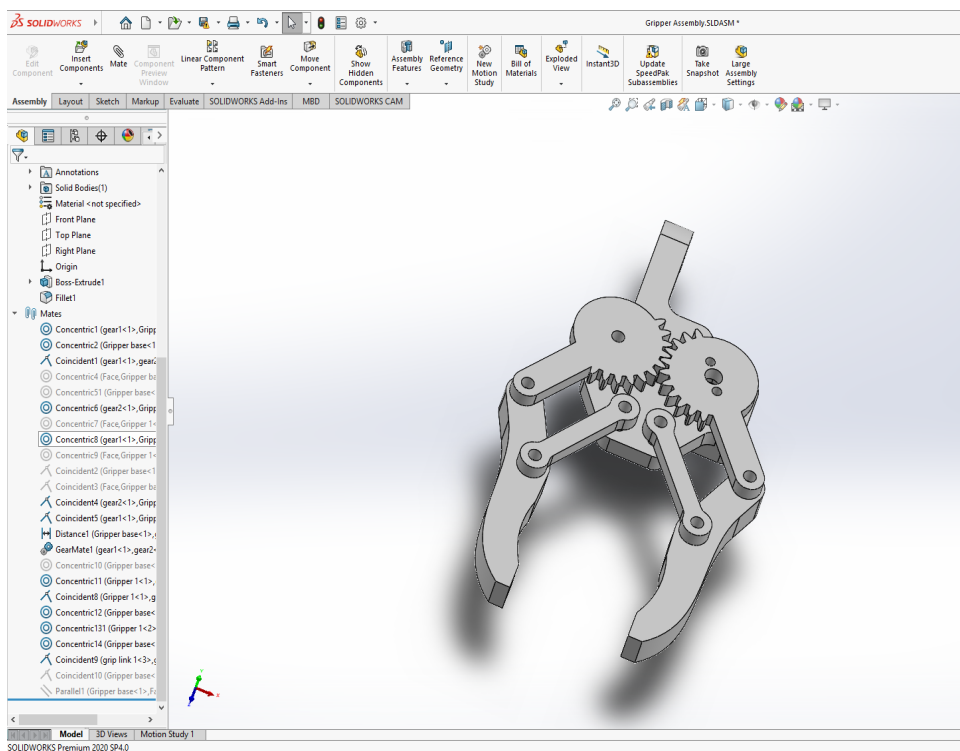 SOLIDWORKS
Gripper Assembly.SLDASM *
Edit Component
Insert Components
Mate
Component Preview Window
Linear Component Pattern
Smart Fasteners
Move Component
Show Hidden Components
Assembly Features
Reference Geometry
New Motion Study
Bill of Materials
Exploded View
Instant3D
Update SpeedPak Subassemblies
Take Snapshot
Large Assembly Settings
Assembly Layout Sketch Markup Evaluate SOLIDWORKS Add-Ins MBD SOLIDWORKS CAM
Annotations
Solid Bodies(1)
Material <not specified>
Front Plane
Top Plane
Right Plane
Origin
Boss-Extrude1
Fillet1
Mates
Concentric1 (gear1<1>,Gripp
Concentric2 (Gripper base<1
Coincident1 (gear1<1>,gear2
Concentric4 (Face,Gripper ba
Concentric51 (Gripper base<
Concentric6 (gear2<1>,Gripp
Concentric7 (Face,Gripper 1<
Concentric8 (gear1<1>,Gripp
Concentric9 (Face,Gripper 1<
Coincident2 (Gripper base<1
Coincident3 (Face,Gripper ba
Coincident4 (gear2<1>,Gripp
Coincident5 (gear1<1>,Gripp
Distance1 (Gripper base<1>,
GearMate1 (gear1<1>,gear2<
Concentric10 (Gripper base<
Concentric11 (Gripper 1<1>,
Coincident8 (Gripper 1<1>,g
Concentric12 (Gripper base<
Concentric131 (Gripper 1<2>
Concentric14 (Gripper base<
Coincident9 (grip link 1<3>,g
Coincident10 (Gripper base<
Parallel1 (Gripper base<1>,Fa
Y
X
Z
Model 3D Views Motion Study 1
SOLIDWORKS Premium 2020 SP4.0